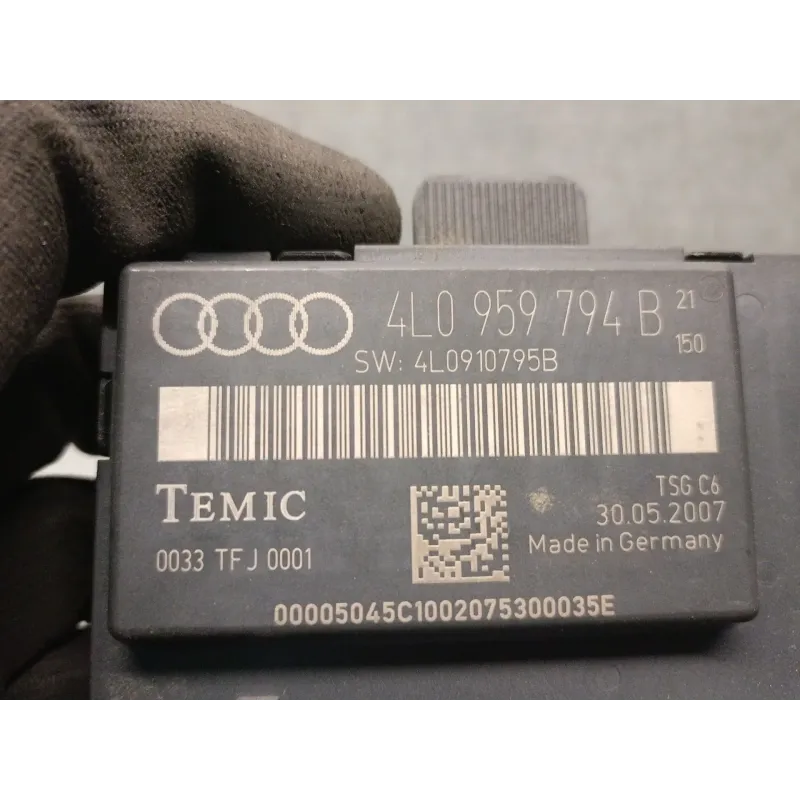 4L0 959 794 B 21
150
SW: 4L0910795B
TEMIC
TSG C6
30.05.2007
0033 TFJ 0001
Made in Germany
00005045C1002075300035E